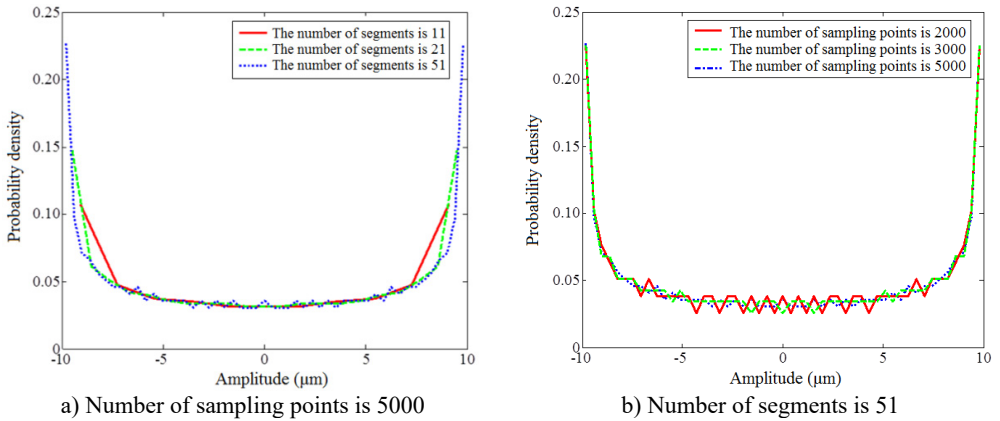 0.25
0.20
0.15
0.10
0.05
0
-10
-5
0
5
10
Probability density
Amplitude (μm)
The number of segments is 11
The number of segments is 21
The number of segments is 51
a) Number of sampling points is 5000
0.25
0.20
0.15
0.10
0.05
0
-10
-5
0
5
10
Probability density
Amplitude (μm)
The number of sampling points is 2000
The number of sampling points is 3000
The number of sampling points is 5000
b) Number of segments is 51